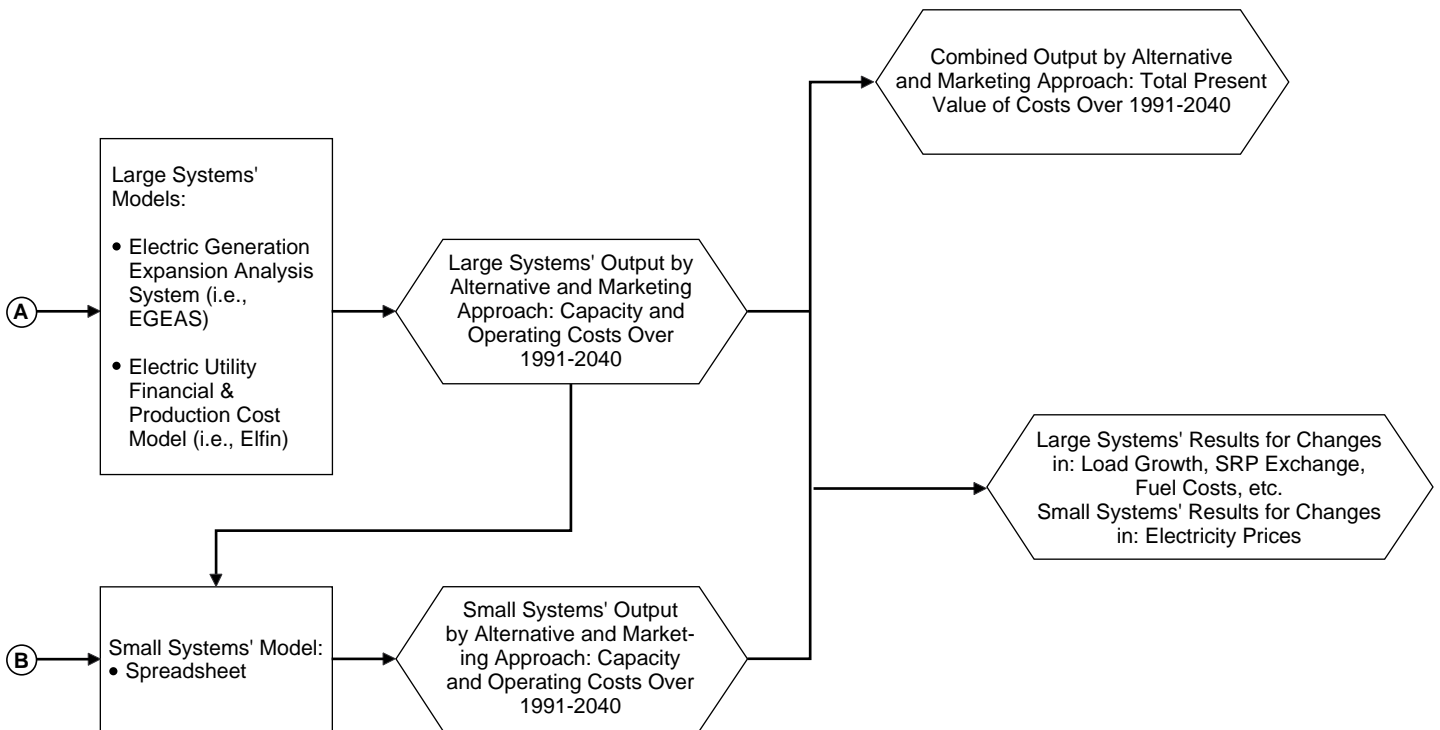 Combined Output by Alternative
and Marketing Approach: Total Present
Value of Costs Over 1991-2040
A
Large Systems'
Models:
• Electric Generation
Expansion Analysis
System (i.e.,
EGEAS)
• Electric Utility
Financial &
Production Cost
Model (i.e., Elfin)
Large Systems' Output by
Alternative and Marketing
Approach: Capacity and
Operating Costs Over
1991-2040
Large Systems' Results for Changes
in: Load Growth, SRP Exchange,
Fuel Costs, etc.
Small Systems' Results for Changes
in: Electricity Prices
B
Small Systems' Model:
• Spreadsheet
Small Systems' Output
by Alternative and Market-
ing Approach: Capacity
and Operating Costs Over
1991-2040